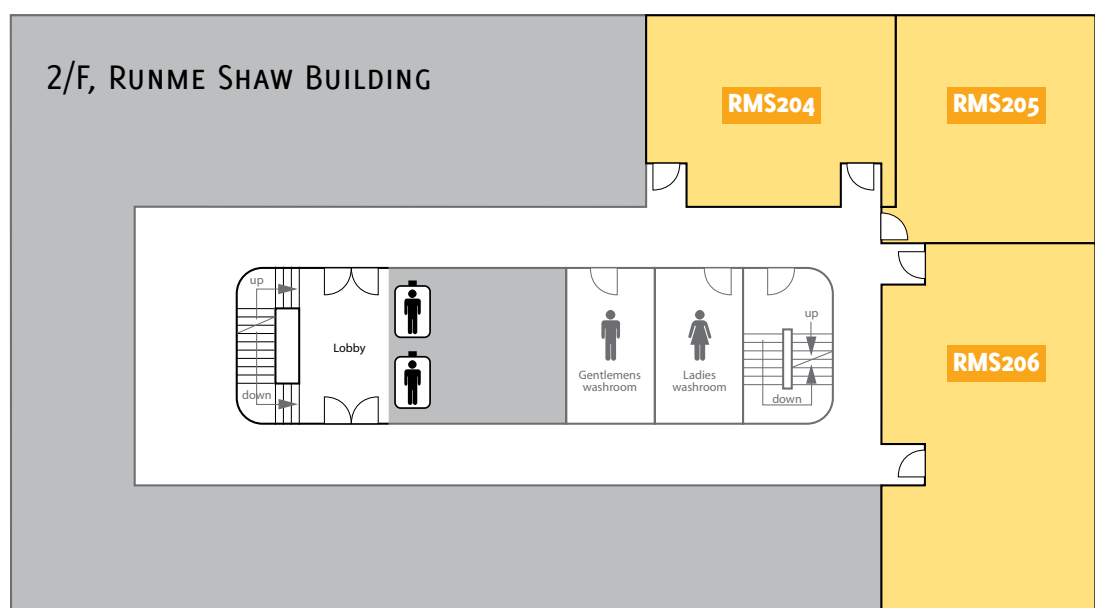 2/F, Runme Shaw Building
RMS204
RMS205
up
Lobby
down
Gentlemens
washroom
Ladies
washroom
up
down
RMS206